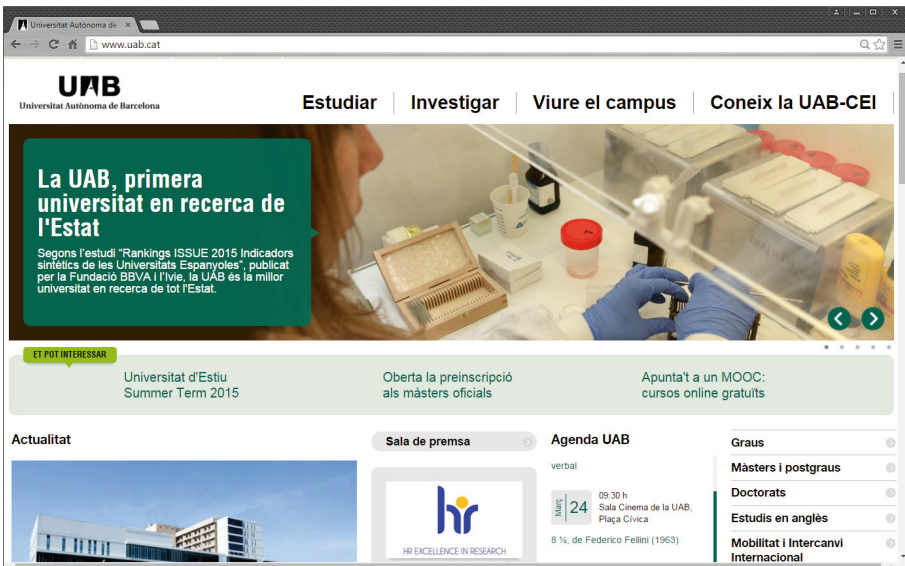 Universitat Autònoma de
www.uab.cat
UAB
Universitat Autònoma de Barcelona
Estudiar
Investigar
Viure el campus
Coneix la UAB-CEI
La UAB, primera
universitat en recerca de
l'Estat
Segons l'estudi "Rankings ISSUE 2015 Indicadors
sintètics de les Universitats Espanyoles", publicat
per la Fundació BBVA i l'Ivie, la UAB és la millor
universitat en recerca de tot l'Estat.
ET POT INTERESSAR
Universitat d'Estiu
Summer Term 2015
Oberta la preinscripció
als màsters oficials
Apunta't a un MOOC:
cursos online gratuïts
Actualitat
Sala de premsa
hr
HR EXCELLENCE IN RESEARCH
Agenda UAB
verbal
Març
24
09:30 h
Sala Cinema de la UAB,
Plaça Cívica
8 ½, de Federico Fellini (1963)
Graus
Màsters i postgraus
Doctorats
Estudis en anglès
Mobilitat i Intercanvi
Internacional